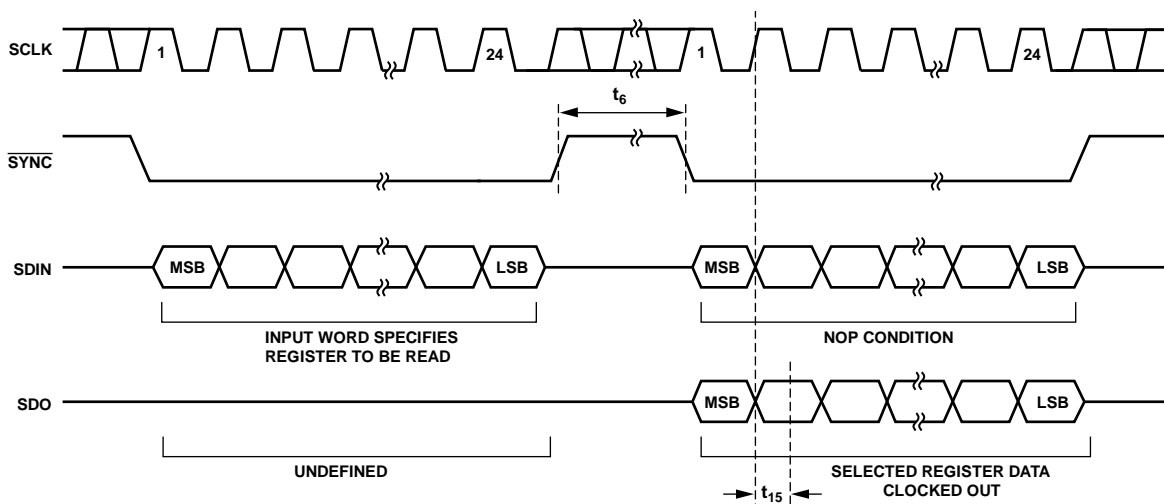 SCLK
1
24
1
24
t6
SYNC
SDIN
MSB
LSB
MSB
LSB
INPUT WORD SPECIFIES
REGISTER TO BE READ
NOP CONDITION
SDO
MSB
LSB
UNDEFINED
SELECTED REGISTER DATA
CLOCKED OUT
t15